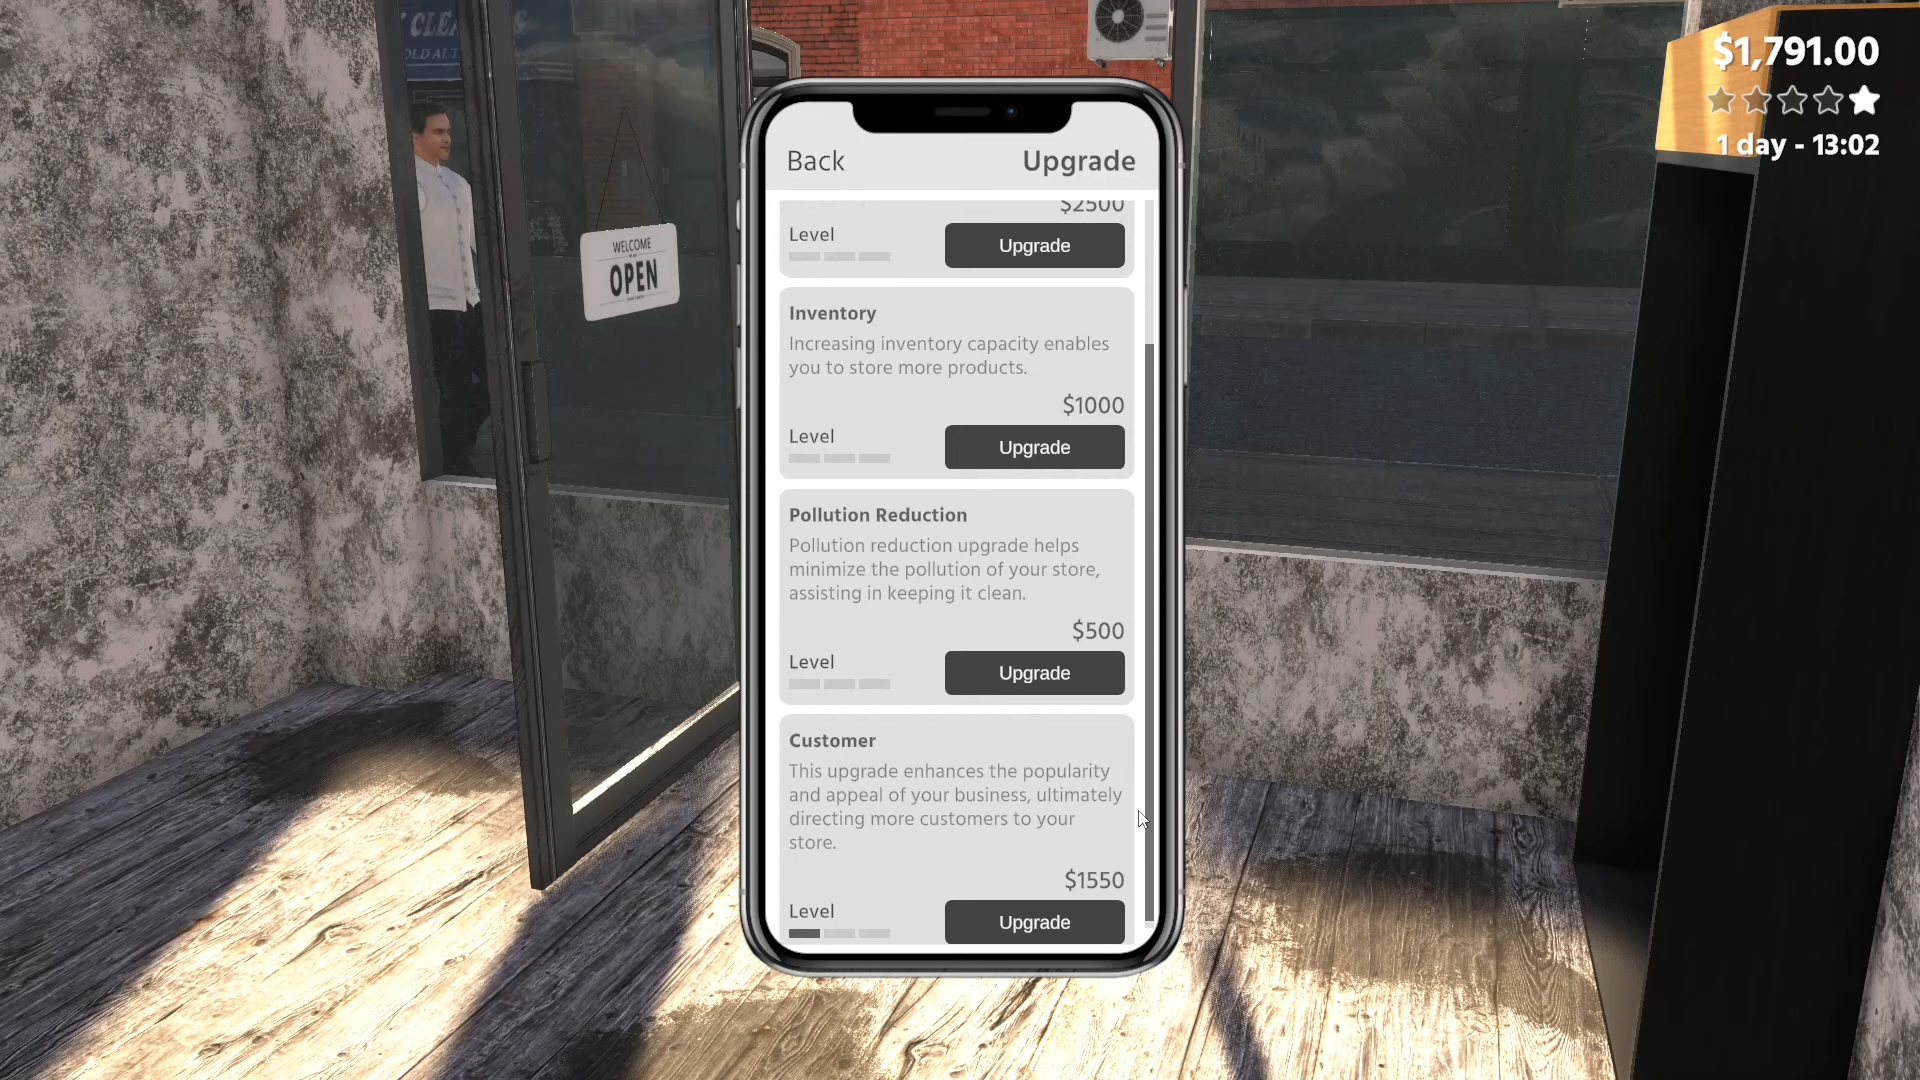 $1,791.00
1 day - 13:02
WELCOME
OPEN
Back
Upgrade
$2500
Level
Upgrade
Inventory
Increasing inventory capacity enables
you to store more products.
$1000
Level
Upgrade
Pollution Reduction
Pollution reduction upgrade helps
minimize the pollution of your store,
assisting in keeping it clean.
$500
Level
Upgrade
Customer
This upgrade enhances the popularity
and appeal of your business, ultimately
directing more customers to your
store.
$1550
Level
Upgrade